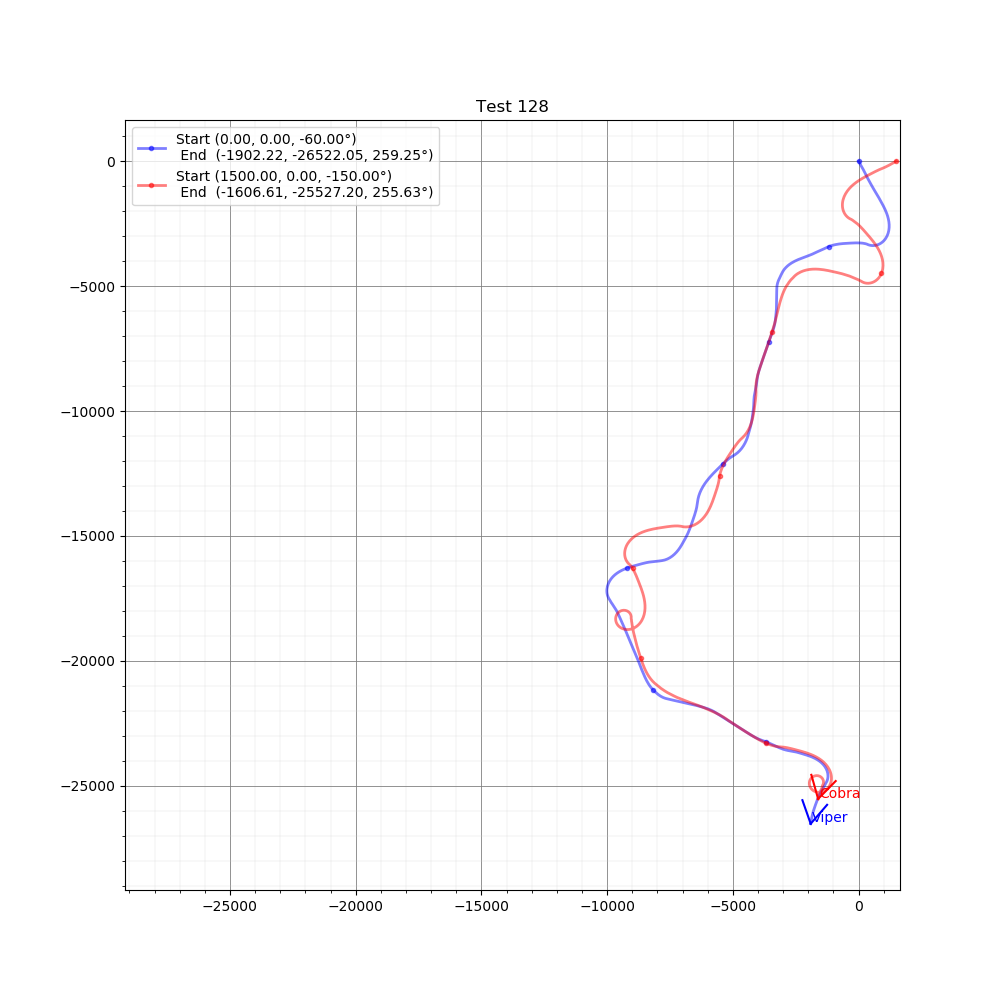 Test 128
Start (0.00, 0.00, -60.00°)
End (-1902.22, -26522.05, 259.25°)
Start (1500.00, 0.00, -150.00°)
End (-1606.61, -25527.20, 255.63°)
0
−5000
−10000
−15000
−20000
−25000
Cobra
Viper
−25000 −20000 −15000 −10000 −5000 0